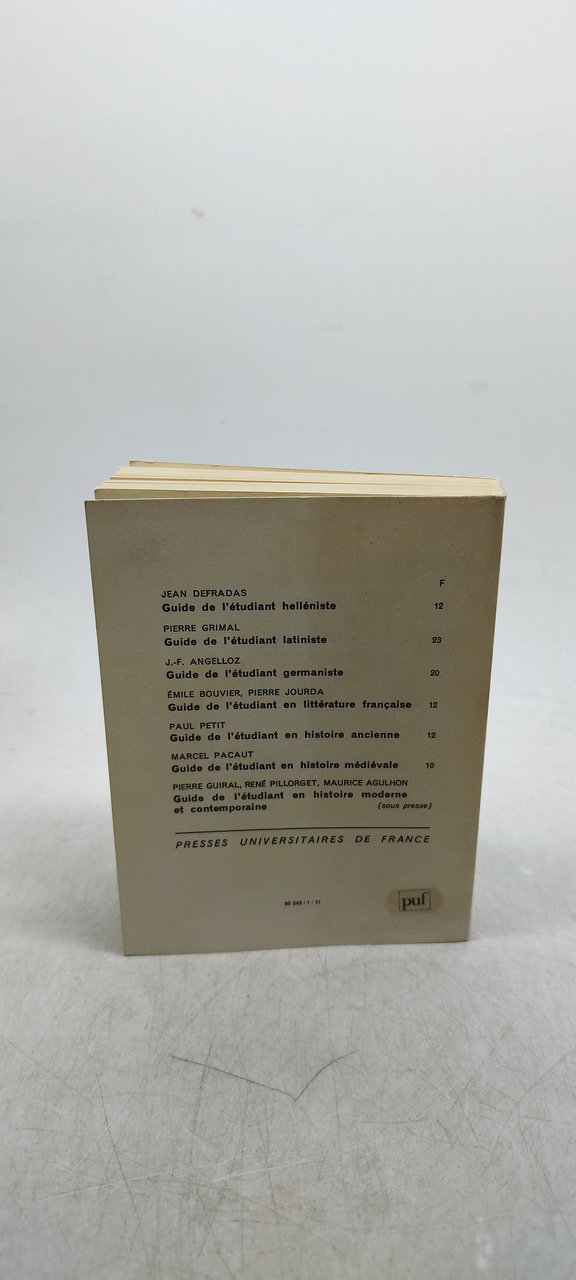 F
JEAN DEFRADAS
Guide de l'étudiant helléniste 12
PIERRE GRIMAL
Guide de l'étudiant latiniste 23
J.-F. ANGELLOZ
Guide de l'étudiant germaniste 20
ÉMILE BOUVIER, PIERRE JOURDA
Guide de l'étudiant en littérature française 12
PAUL PETIT
Guide de l'étudiant en histoire ancienne 12
MARCEL PACAUT
Guide de l'étudiant en histoire médiévale 10
PIERRE GUIRAL, RENÉ PILLORGET, MAURICE AGULHON
Guide de l'étudiant en histoire moderne
et contemporaine (sous presse)
PRESSES UNIVERSITAIRES DE FRANCE
puf